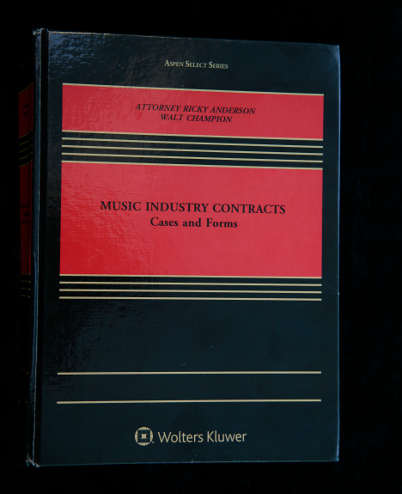 ASPEN SELECT SERIES
ATTORNEY RICKY ANDERSON
WALT CHAMPION
MUSIC INDUSTRY CONTRACTS
Cases and Forms
Wolters Kluwer